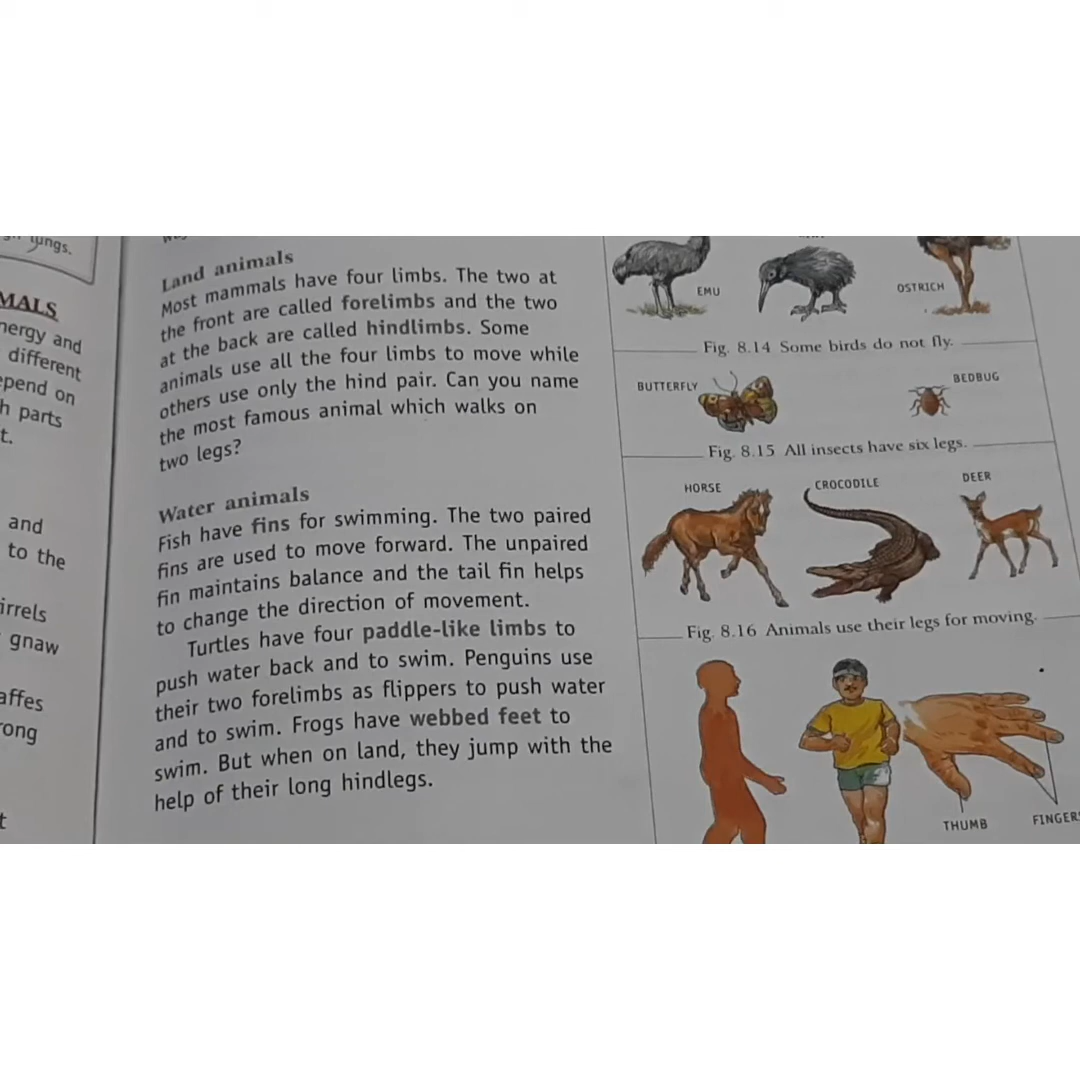 lungs.
MALS
nergy and
different
epend on
h parts
t.
and
to the
irrels
gnaw
affes
rong
t
Land animals
Most mammals have four limbs. The two at
the front are called forelimbs and the two
at the back are called hindlimbs. Some
animals use all the four limbs to move while
others use only the hind pair. Can you name
the most famous animal which walks on
two legs?
Water animals
Fish have fins for swimming. The two paired
fins are used to move forward. The unpaired
fin maintains balance and the tail fin helps
to change the direction of movement.
Turtles have four paddle-like limbs to
push water back and to swim. Penguins use
their two forelimbs as flippers to push water
and to swim. Frogs have webbed feet to
swim. But when on land, they jump with the
help of their long hindlegs.
EMU
OSTRICH
Fig. 8.14 Some birds do not fly.
BUTTERFLY
BEDBUG
Fig. 8.15 All insects have six legs.
HORSE
CROCODILE
DEER
Fig. 8.16 Animals use their legs for moving.
THUMB
FINGERS